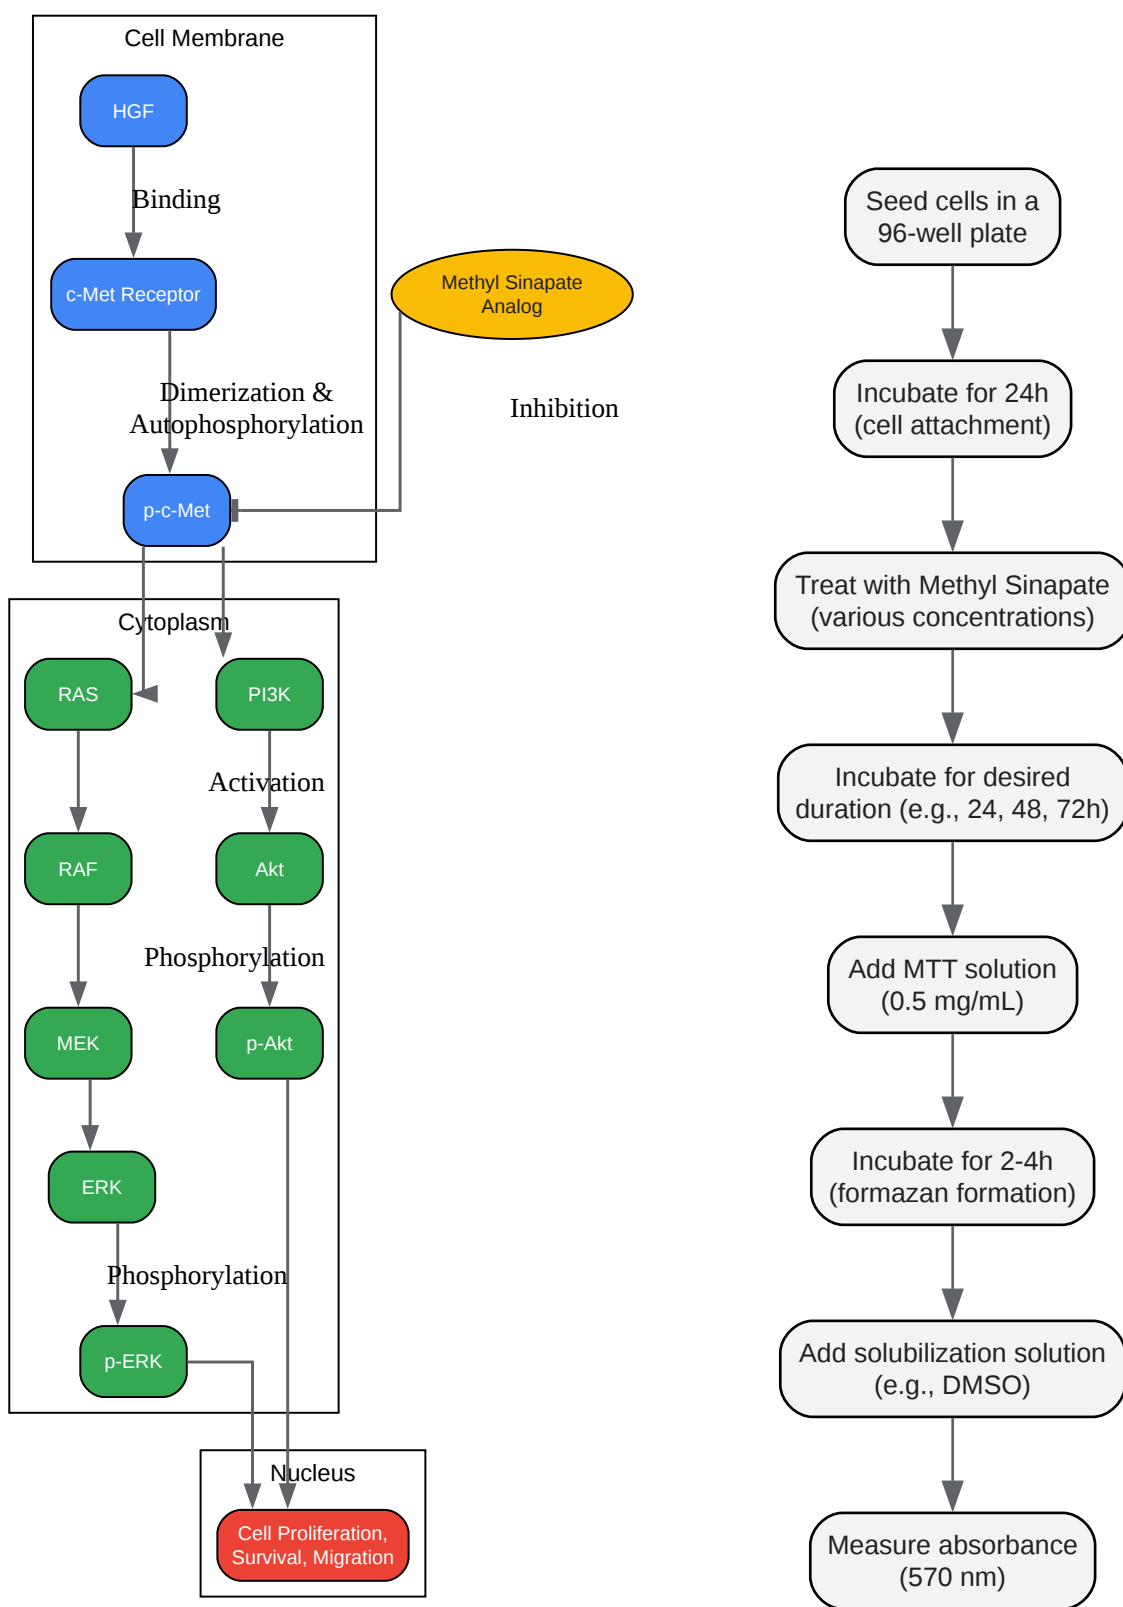 Cell Membrane
HGF
Binding
c-Met Receptor
Methyl Sinapate
Analog
Dimerization &
Autophosphorylation
Inhibition
p-c-Met
Cytoplasm
RAS
PI3K
Activation
RAF
Akt
Phosphorylation
MEK
p-Akt
ERK
Phosphorylation
p-ERK
Nucleus
Cell Proliferation,
Survival, Migration
Seed cells in a
96-well plate
Incubate for 24h
(cell attachment)
Treat with Methyl Sinapate
(various concentrations)
Incubate for desired
duration (e.g., 24, 48, 72h)
Add MTT solution
(0.5 mg/mL)
Incubate for 2-4h
(formazan formation)
Add solubilization solution
(e.g., DMSO)
Measure absorbance
(570 nm)